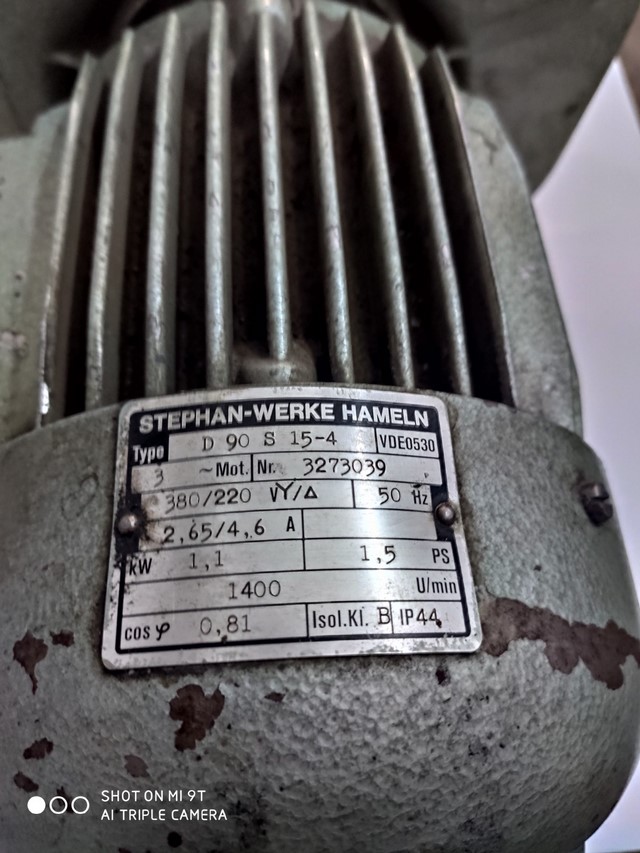 STEPHAN-WERKE HAMELN
Type D 90 S 15-4 VDE0530
3 ~Mot. Nr. 3273039
380/220 V Y/Δ 50 Hz
2,65/4,6 A
kW 1,1 1,5 PS
1400 U/min
cos φ 0,81 Isol.Kl. B IP44
SHOT ON MI 9T
AI TRIPLE CAMERA